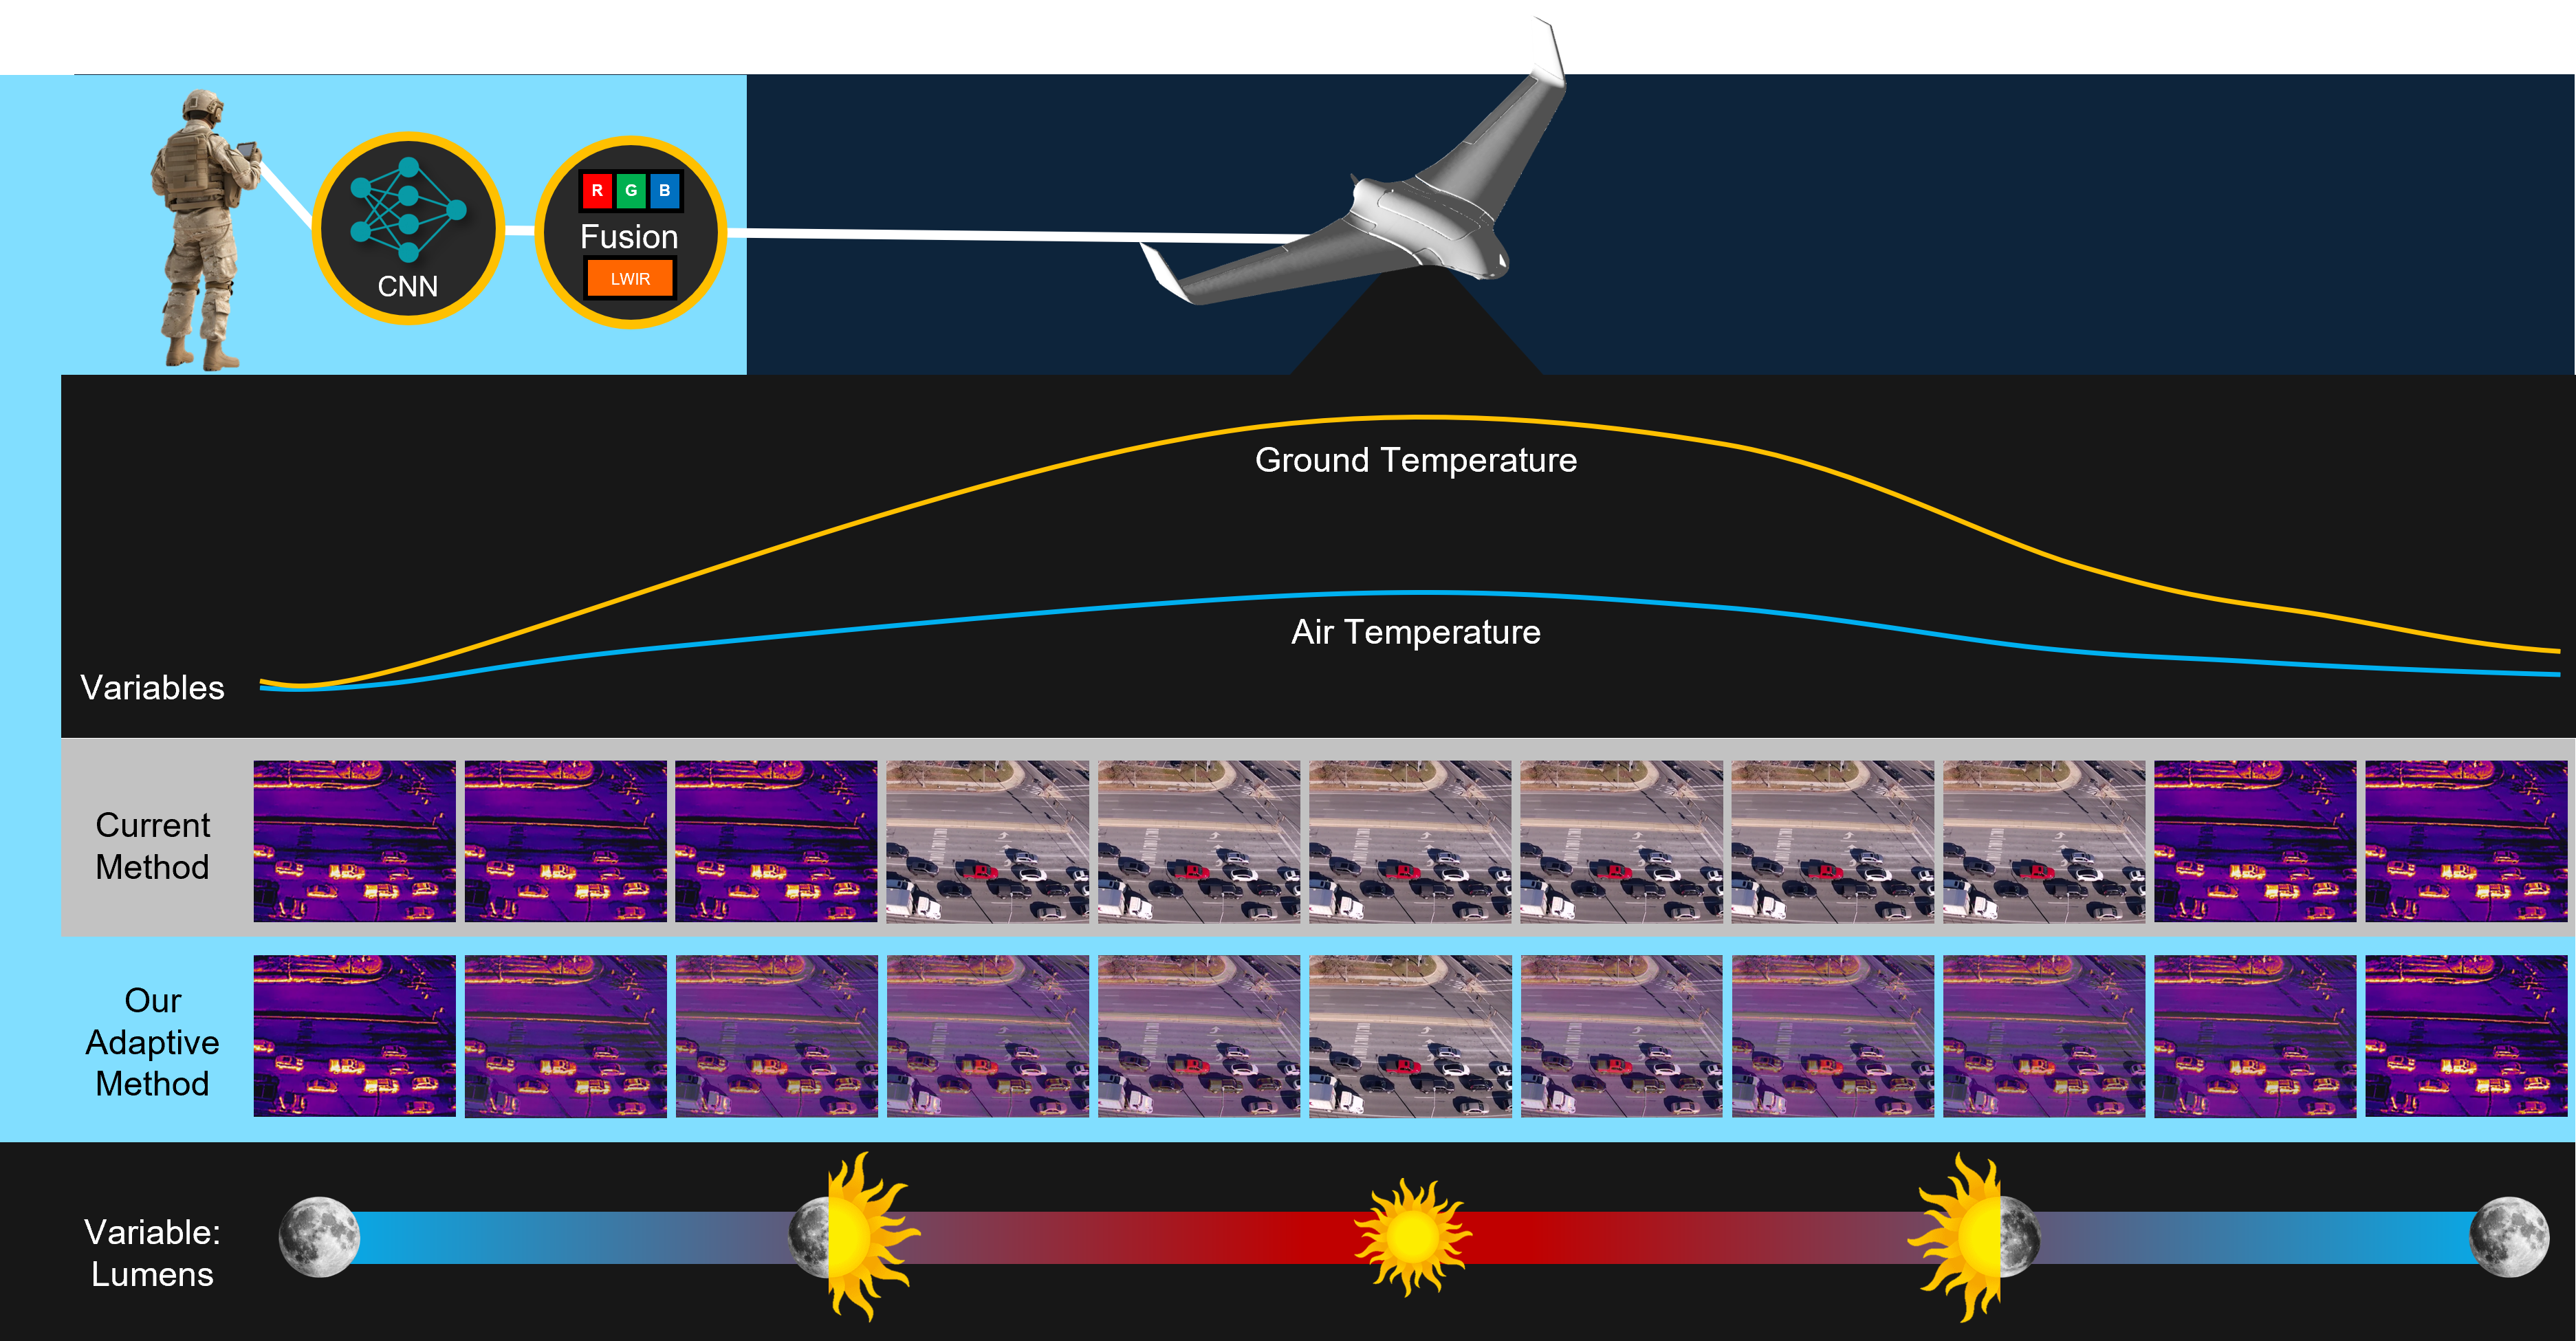 R G B
Fusion
LWIR
CNN
Ground Temperature
Air Temperature
Variables
Current
Method
Our
Adaptive
Method
Variable:
Lumens